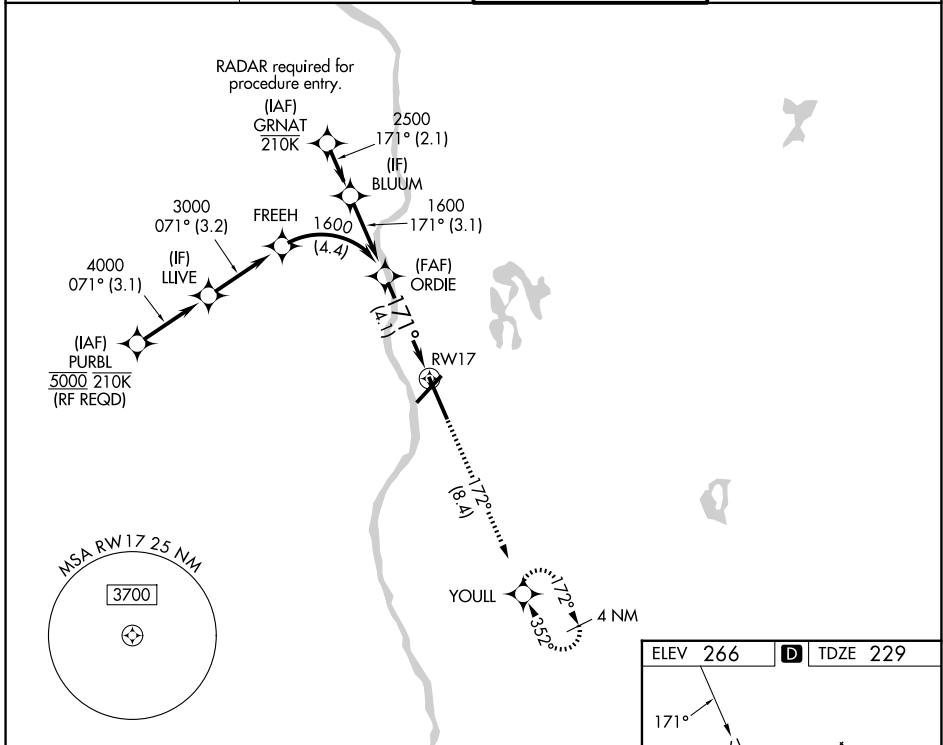 RADAR required for
procedure entry.
(IAF)
GRNAT
210K
2500
171° (2.1)
(IF)
BLUUM
1600
171° (3.1)
3000
071° (3.2)
FREEH
1600
(4.4)
4000
071° (3.1)
(IF)
LLIVE
(FAF)
ORDIE
(IAF)
PURBL
5000 210K
(RF REQD)
171°
(4.1)
RW17
172°
(8.4)
MSA RW17 25 NM
3700
YOULL
172°
352°
4 NM
ELEV 266 D TDZE 229
171°